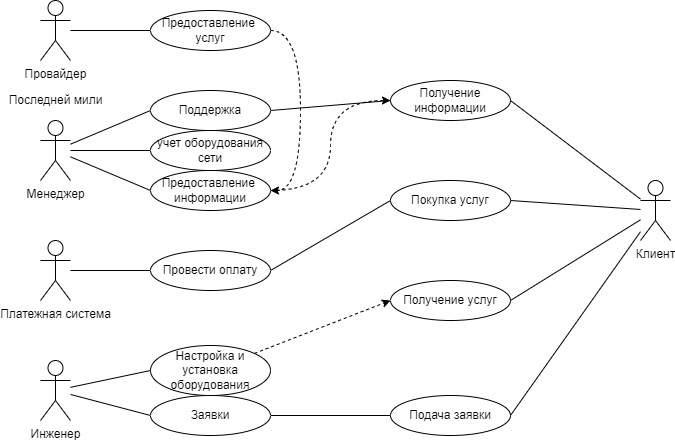 Предоставление
услуг
Провайдер
Последней мили
Поддержка
Получение
информации
учет оборудования
сети
Предоставление
информации
Менеджер
Покупка услуг
Клиент
Провести оплату
Платежная система
Получение услуг
Настройка и
установка
оборудования
Заявки
Подача заявки
Инженер